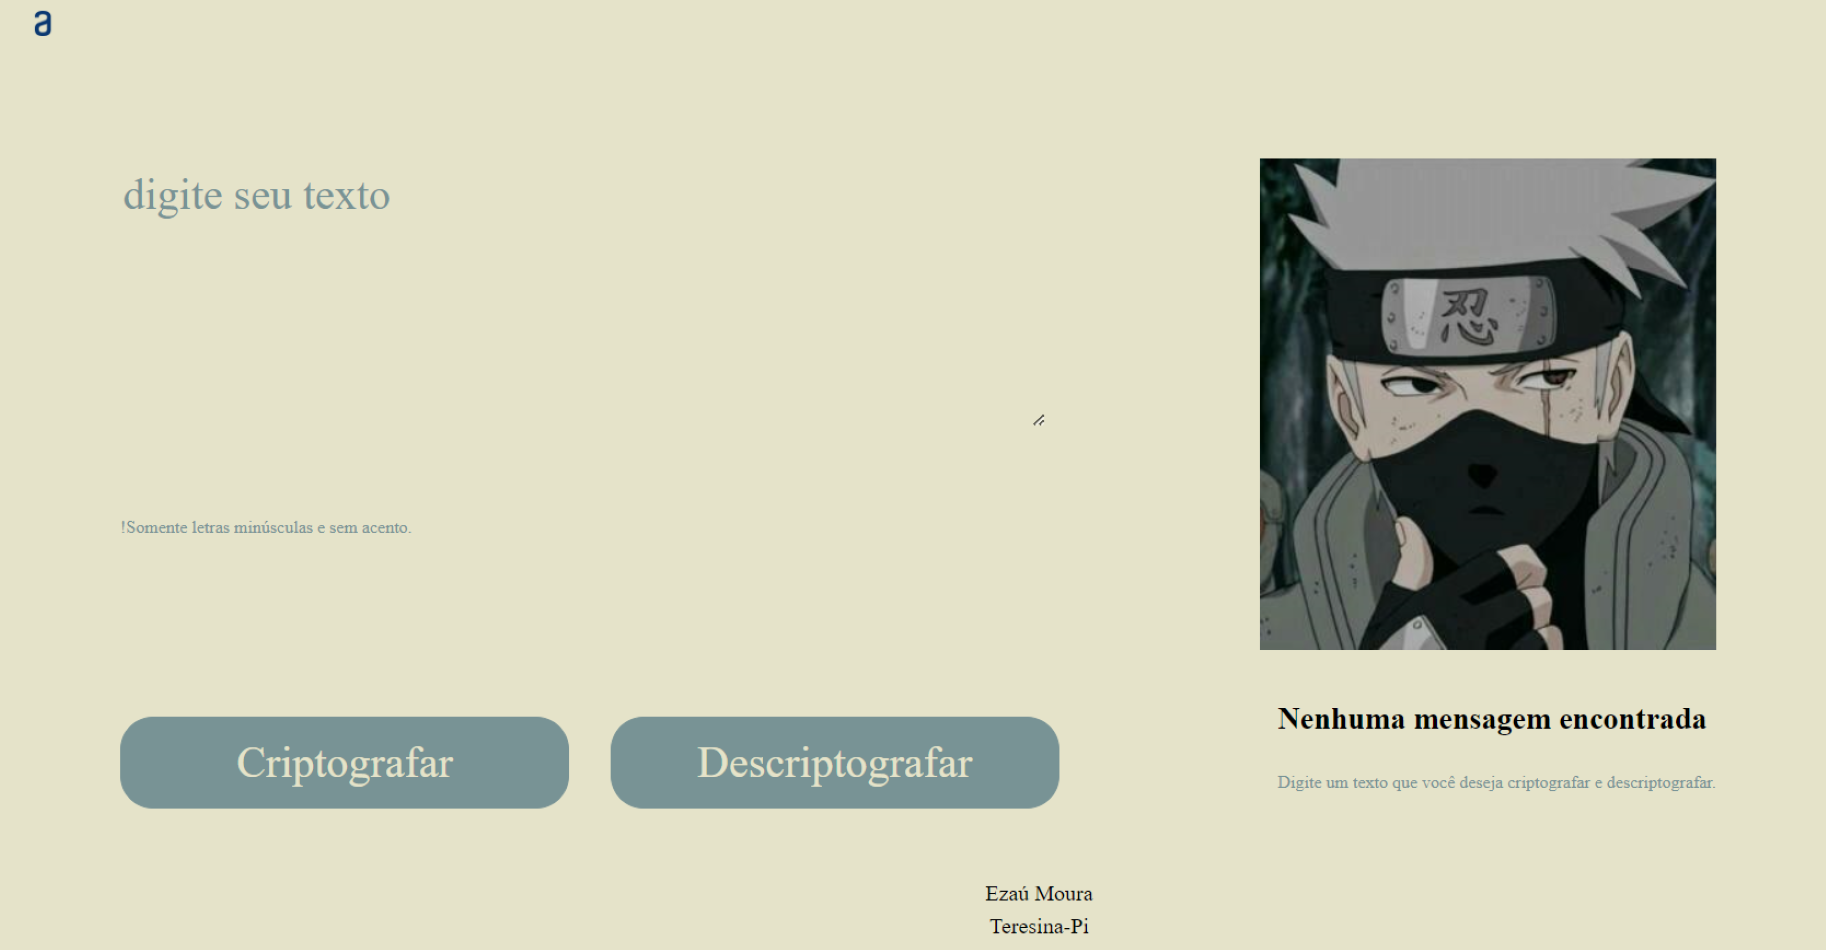 a
digite seu texto
忍
!Somente letras minúsculas e sem acento.
Criptografar
Descriptografar
Nenhuma mensagem encontrada
Digite um texto que você deseja criptografar e descriptografar.
Ezaú Moura
Teresina-Pi